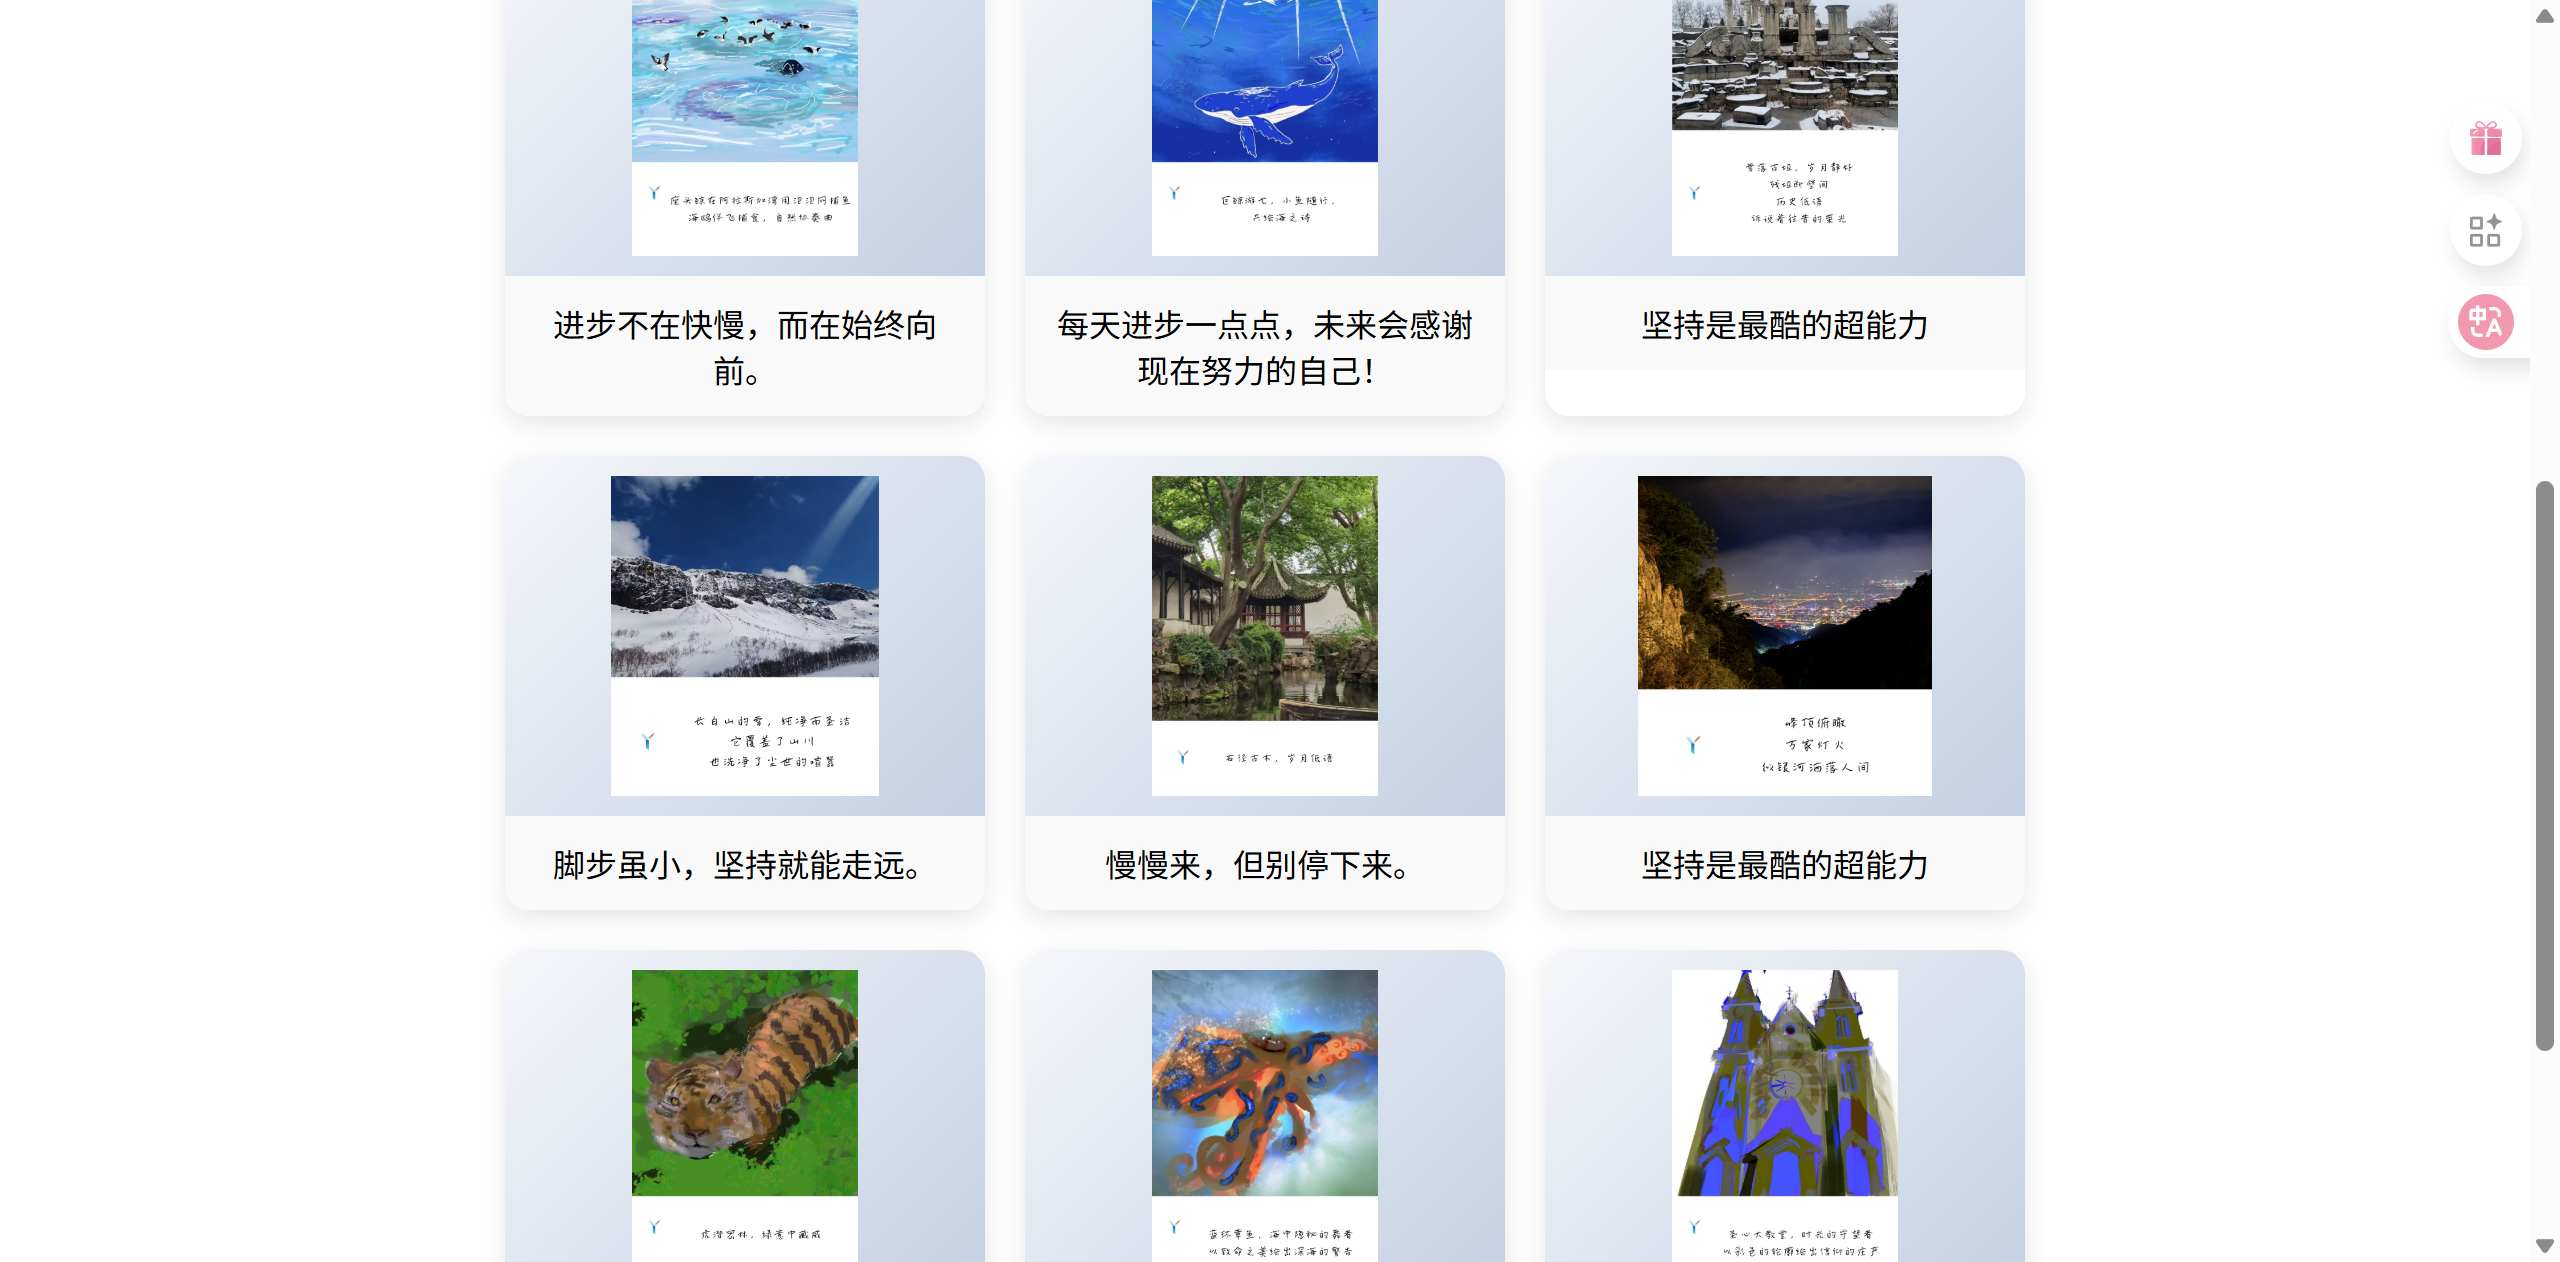 座头鲸在阿拉斯加湾用泡泡网捕鱼
海鸥伴飞捕食，自然协奏曲
巨鲸游弋，小鱼随行，
共绘海之诗
雪落古垣，岁月静好
残垣断壁间
历史低语
诉说着往昔的荣光
进步不在快慢，而在始终向
前。
每天进步一点点，未来会感谢
现在努力的自己！
坚持是最酷的超能力
长白山的雪，纯净而圣洁
它覆盖了山川
也洗净了尘世的喧嚣
石径古木，岁月低语
峰顶俯瞰
万家灯火
似银河洒落人间
脚步虽小，坚持就能走远。
慢慢来，但别停下来。
坚持是最酷的超能力
虎潜密林，绿意中藏威
蓝环章鱼，海中隐秘的舞者
以致命之美绘出深海的警告
圣心大教堂，时光的守望者
以彩色的轮廓绘出信仰的庄严
中A